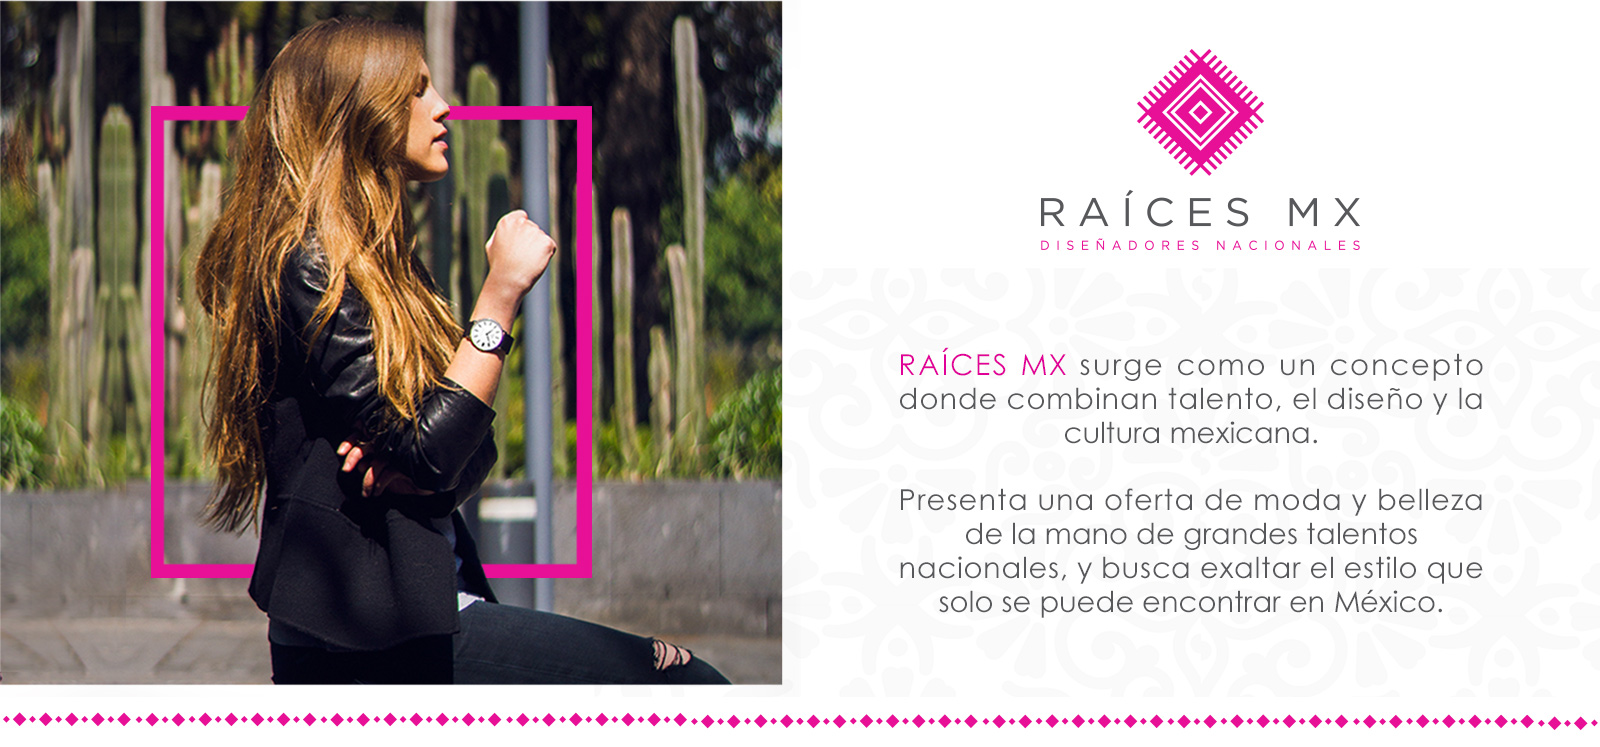 RAÍCES MX
DISEÑADORES NACIONALES
RAÍCES MX surge como un concepto
donde combinan talento, el diseño y la
cultura mexicana.
Presenta una oferta de moda y belleza
de la mano de grandes talentos
nacionales, y busca exaltar el estilo que
solo se puede encontrar en México.